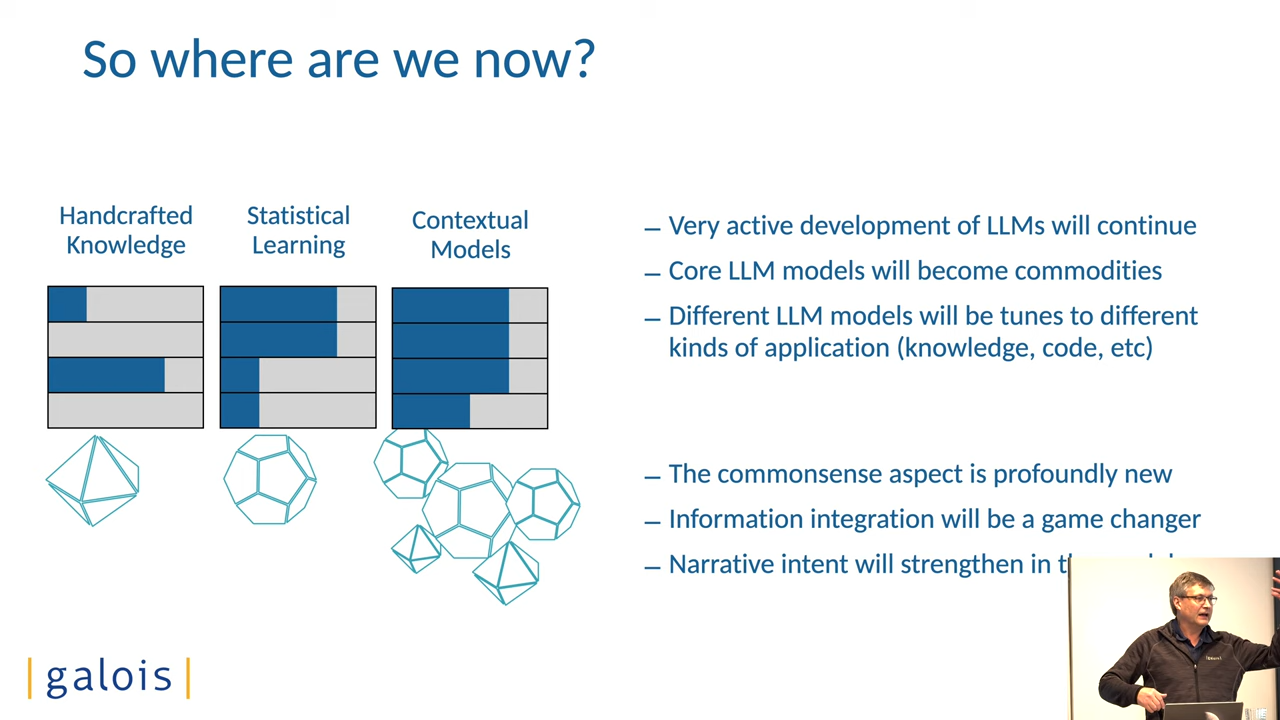 So where are we now?
Handcrafted
Knowledge
Statistical
Learning
Contextual
Models
– Very active development of LLMs will continue
– Core LLM models will become commodities
– Different LLM models will be tunes to different
kinds of application (knowledge, code, etc)
– The commonsense aspect is profoundly new
– Information integration will be a game changer
– Narrative intent will strengthen in
|galois|